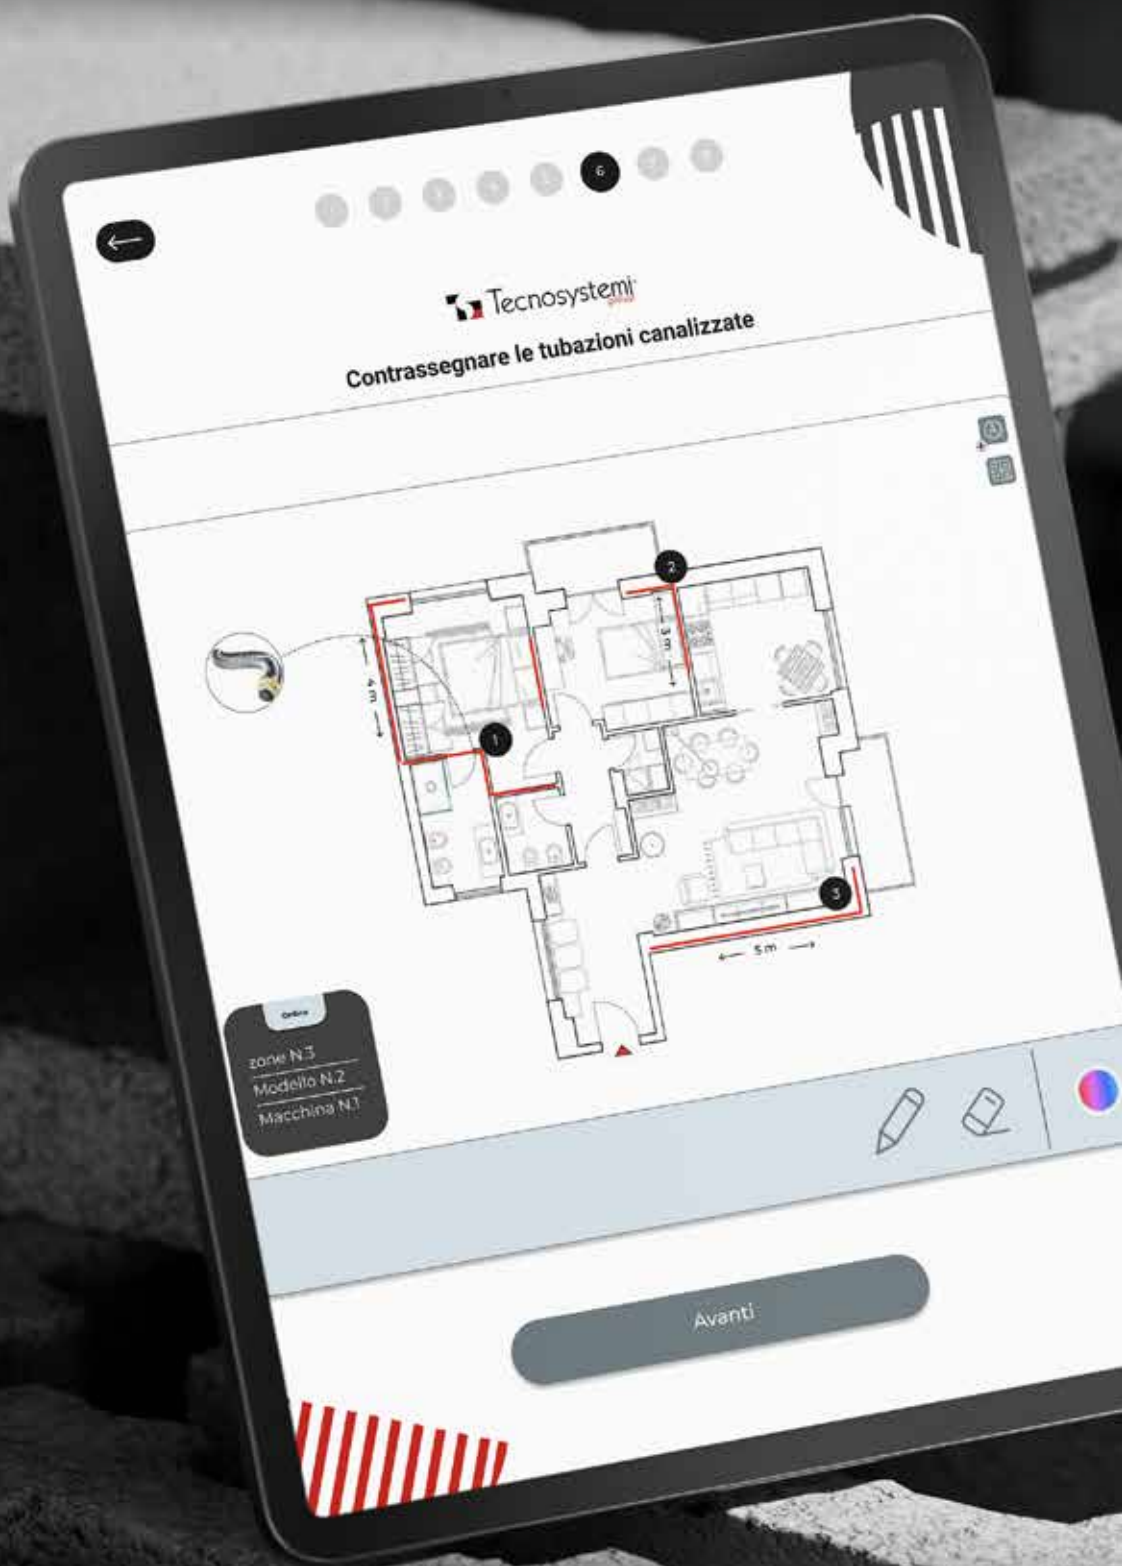 6
Tecnosystemi
group
Contrassegnare le tubazioni canalizzate
2
3 m
4 m
1
3
5 m
zone N.3
Modello N.2
Macchina N.1
Avanti